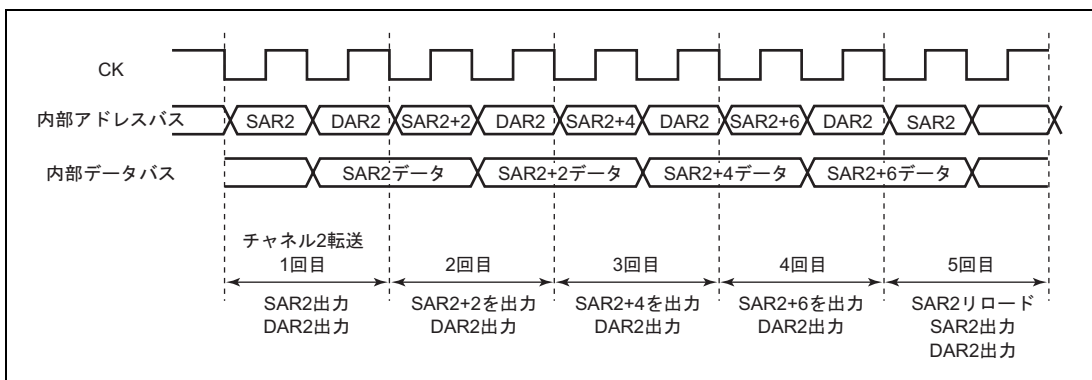 CK
内部アドレスバス SAR2 DAR2 SAR2+2 DAR2 SAR2+4 DAR2 SAR2+6 DAR2 SAR2
内部データバス SAR2データ SAR2+2データ SAR2+4データ SAR2+6データ
チャネル2転送
1回目 2回目 3回目 4回目 5回目
SAR2出力 SAR2+2を出力 SAR2+4を出力 SAR2+6を出力 SAR2リロード
DAR2出力 DAR2出力 DAR2出力 DAR2出力 SAR2出力
DAR2出力